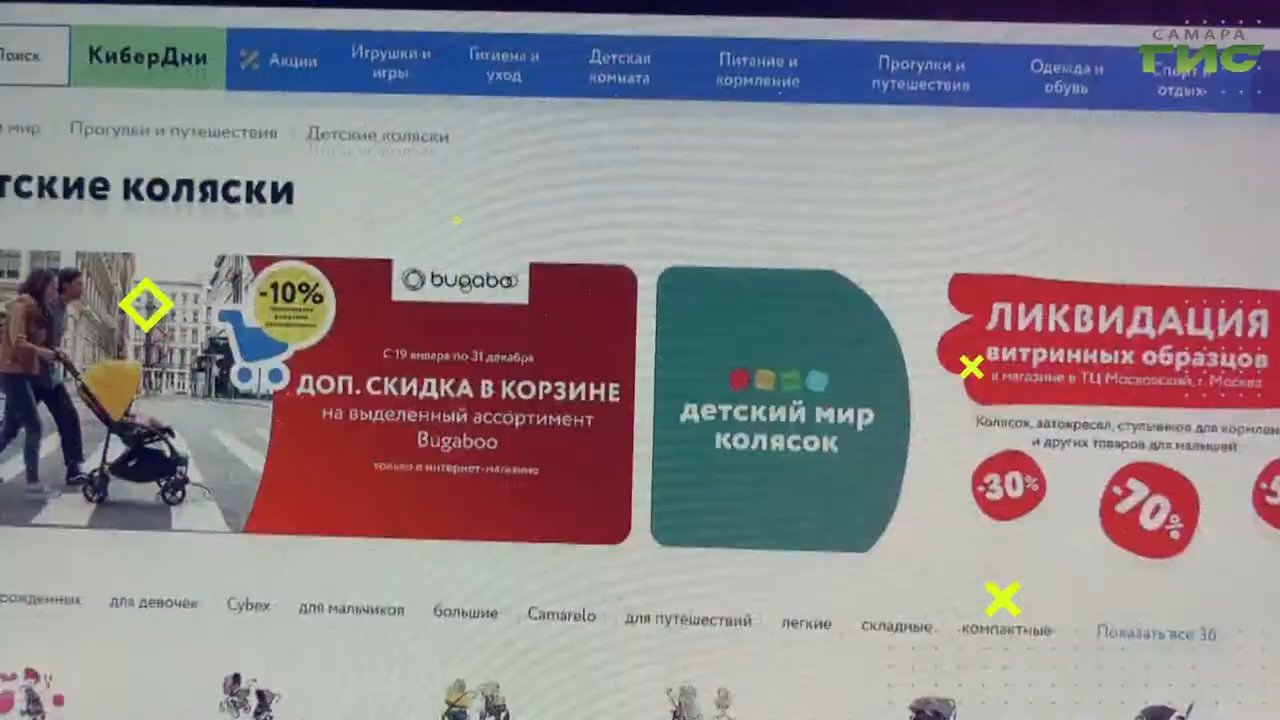 САМАРА
ГИС
Поиск
КиберДни
Акции
Игрушки и
игры
Гигиена и
уход
Детская
комната
Питание и
кормление
Прогулки и
путешествия
Одежда и
обувь
Спорт и
отдых
мир
Прогулки и путешествия
Детские коляски
тские коляски
-10%
bugaboo
С 19 января по 31 декабря
ДОП. СКИДКА В КОРЗИНЕ
на выделенный ассортимент
Bugaboo
только в интернет-магазине
детский мир
колясок
ЛИКВИДАЦИЯ
витринных образцов
в магазине в ТЦ Московский, г. Москва
Колясок, автокресел, стульчиков для кормлен
и других товаров для малышей
-30%
-70%
-5
рожденных
для девочек
Cybex
для мальчиков
большие
Camarelo
для путешествий
легкие
складные
компактные
Показать все 36